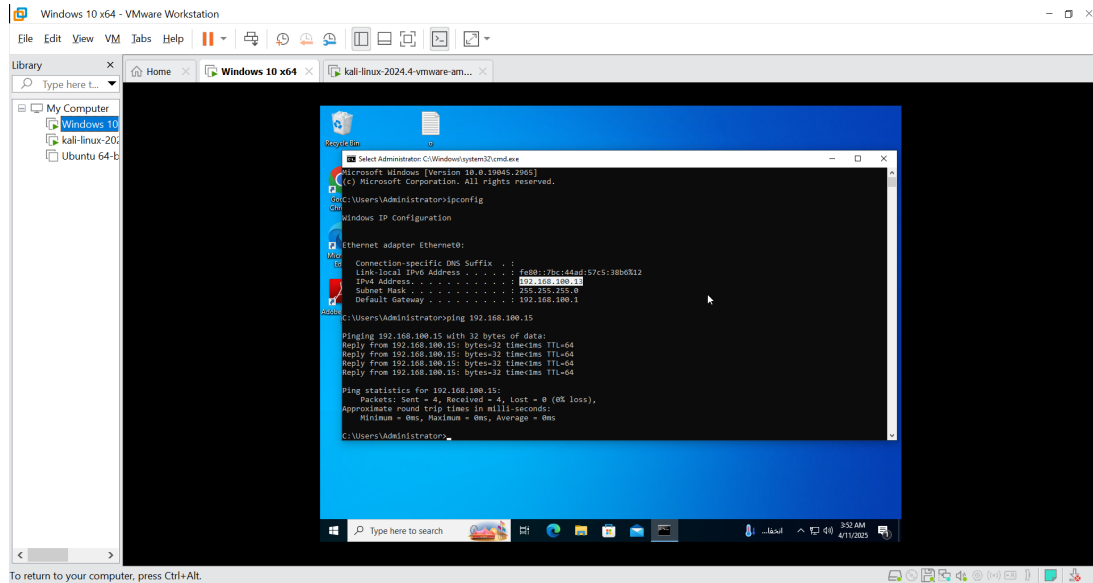 Windows 10 x64 - VMware Workstation
File Edit View VM Tabs Help
Library
Type here t...
My Computer
Windows 10
kali-linux-202
Ubuntu 64-b
Home
Windows 10 x64
kali-linux-2024.4-vmware-am...
Recycle Bin
Select Administrator: C:\Windows\system32\cmd.exe
Microsoft Windows [Version 10.0.19045.2965]
(c) Microsoft Corporation. All rights reserved.
C:\Users\Administrator>ipconfig
Windows IP Configuration
Ethernet adapter Ethernet0:
Connection-specific DNS Suffix . :
Link-local IPv6 Address . . . . . : fe80::7bc:44ad:57c5:38b6%12
IPv4 Address. . . . . . . . . . . : 192.168.100.13
Subnet Mask . . . . . . . . . . . : 255.255.255.0
Default Gateway . . . . . . . . . : 192.168.100.1
C:\Users\Administrator>ping 192.168.100.15
Pinging 192.168.100.15 with 32 bytes of data:
Reply from 192.168.100.15: bytes=32 time<1ms TTL=64
Reply from 192.168.100.15: bytes=32 time<1ms TTL=64
Reply from 192.168.100.15: bytes=32 time<1ms TTL=64
Reply from 192.168.100.15: bytes=32 time<1ms TTL=64
Ping statistics for 192.168.100.15:
Packets: Sent = 4, Received = 4, Lost = 0 (0% loss),
Approximate round trip times in milli-seconds:
Minimum = 0ms, Maximum = 0ms, Average = 0ms
C:\Users\Administrator>
Type here to search
انخفا...
3:52 AM
4/11/2025
To return to your computer, press Ctrl+Alt.